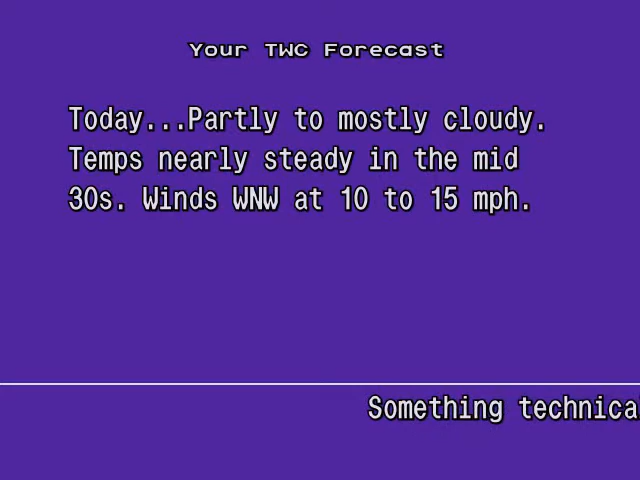 Your TWC Forecast
Today...Partly to mostly cloudy.
Temps nearly steady in the mid
30s. Winds WNW at 10 to 15 mph.
Something technica